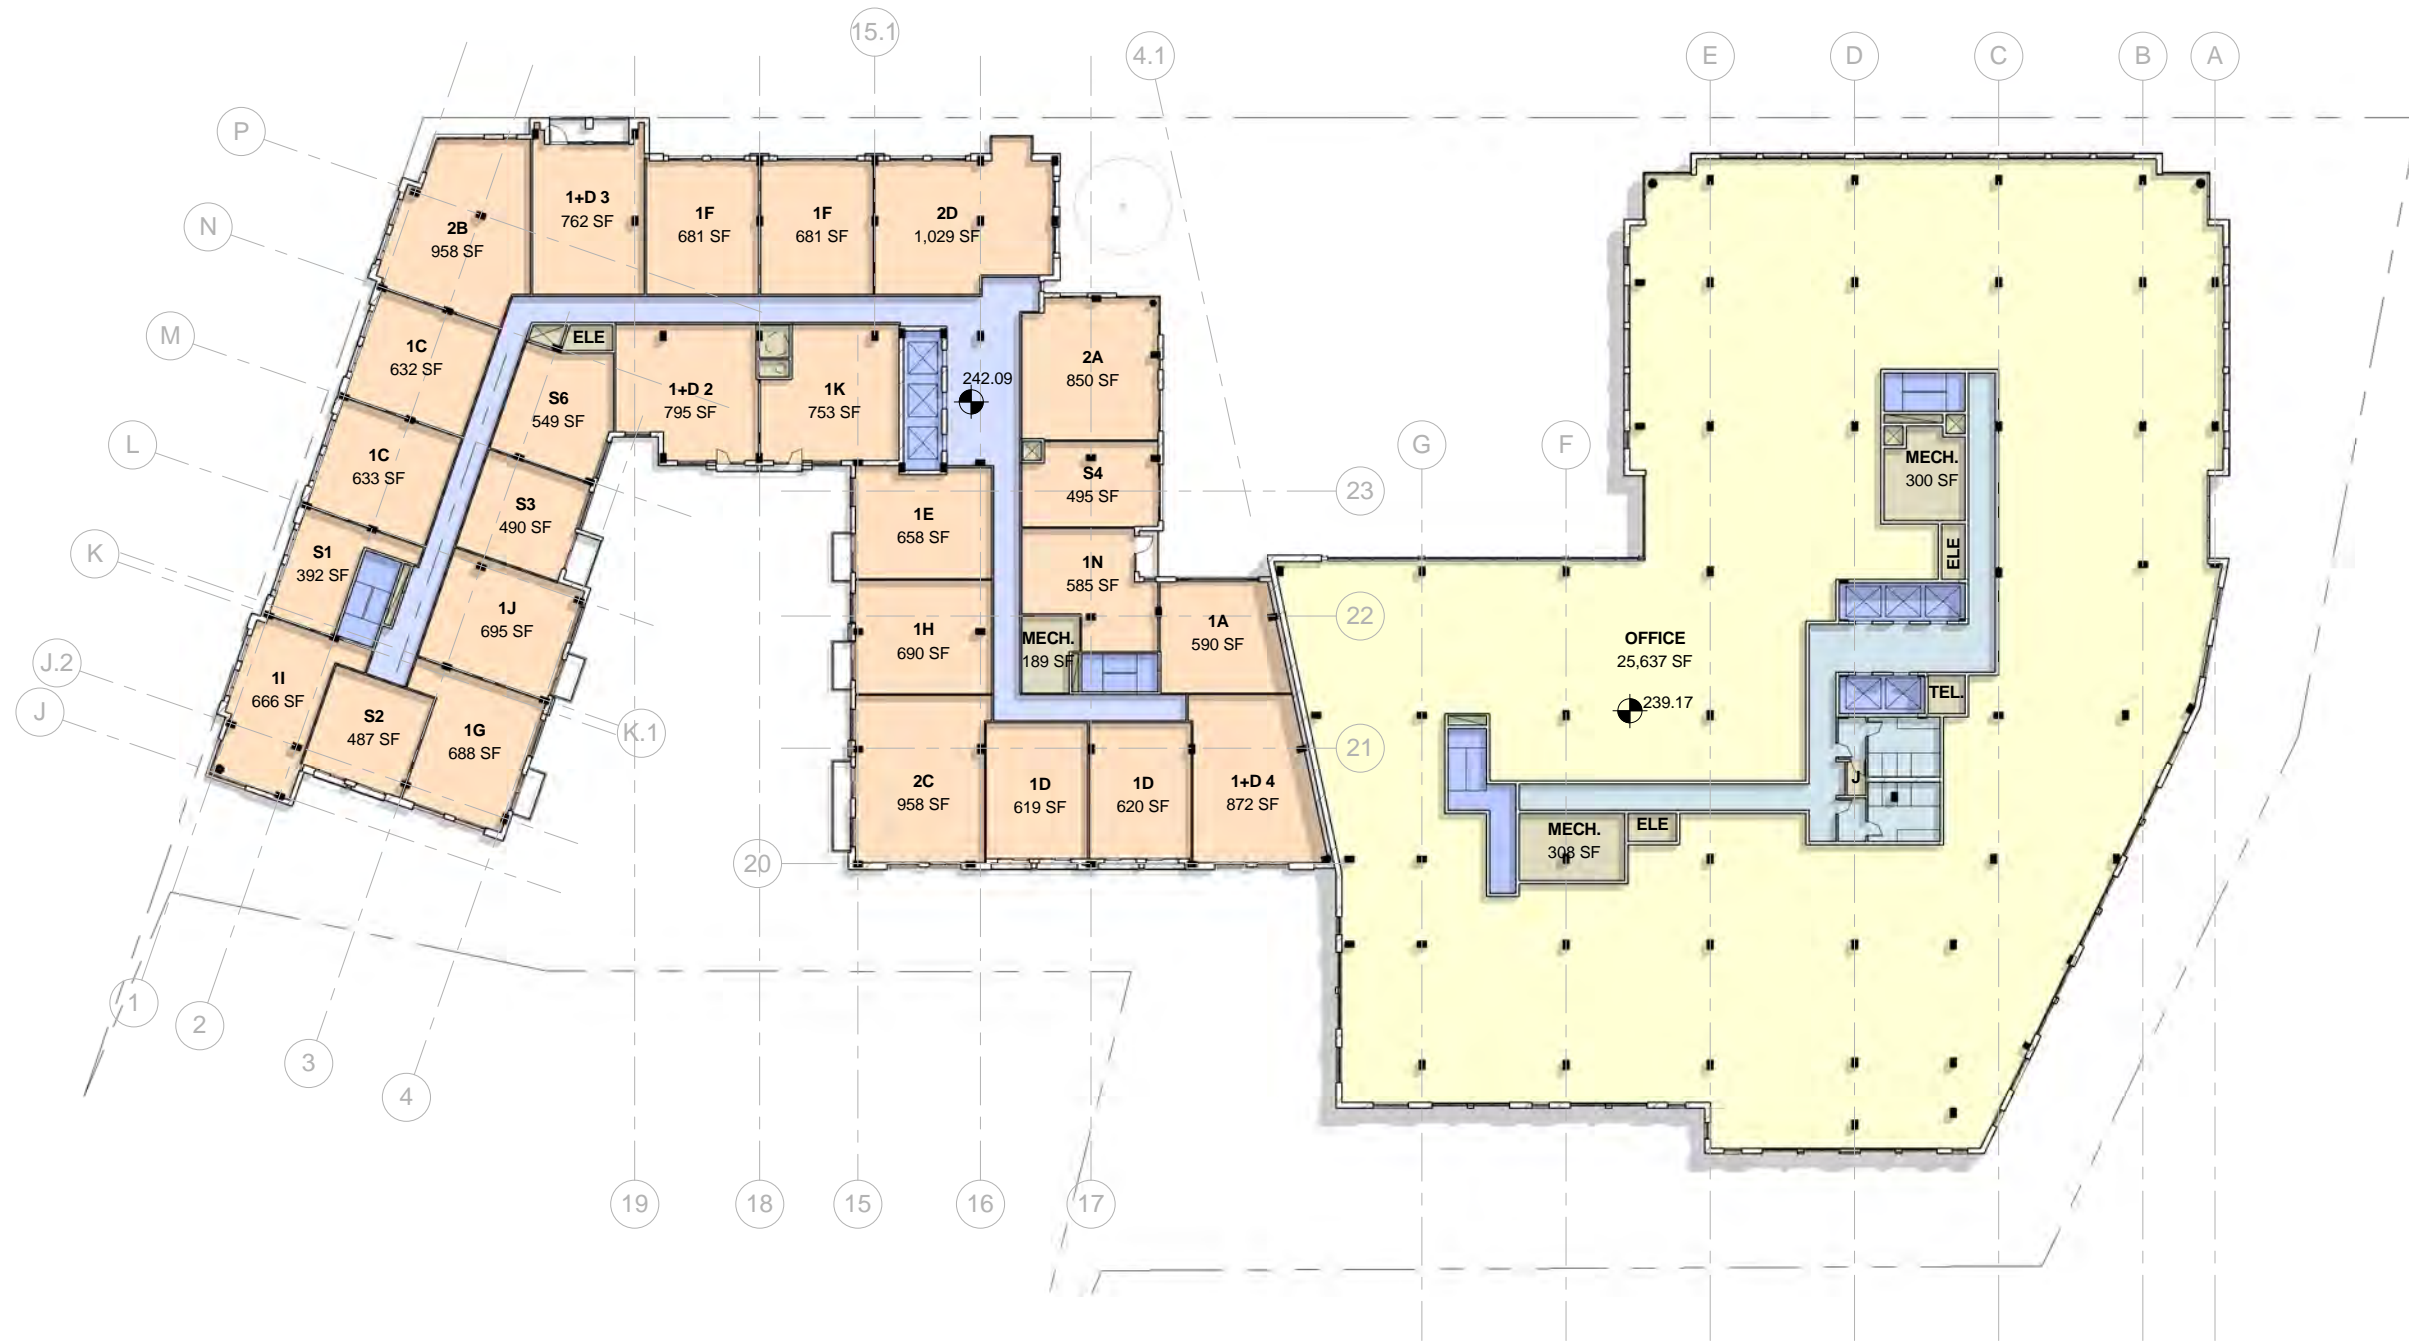 15.1
4.1
E
D
C
B
A
P
N
M
L
K
J.2
J
2B
958 SF
1+D 3
762 SF
1F
681 SF
1F
681 SF
2D
1,029 SF
1C
632 SF
ELE
S6
549 SF
1+D 2
795 SF
1K
753 SF
242.09
2A
850 SF
1C
633 SF
S3
490 SF
S4
495 SF
S1
392 SF
1E
658 SF
1N
585 SF
1J
695 SF
1H
690 SF
MECH.
189 SF
1A
590 SF
1I
666 SF
S2
487 SF
1G
688 SF
K.1
2C
958 SF
1D
619 SF
1D
620 SF
1+D 4
872 SF
G
F
23
22
21
20
MECH.
300 SF
ELE
OFFICE
25,637 SF
239.17
TEL.
J
MECH.
308 SF
ELE
1
2
3
4
19
18
15
16
17